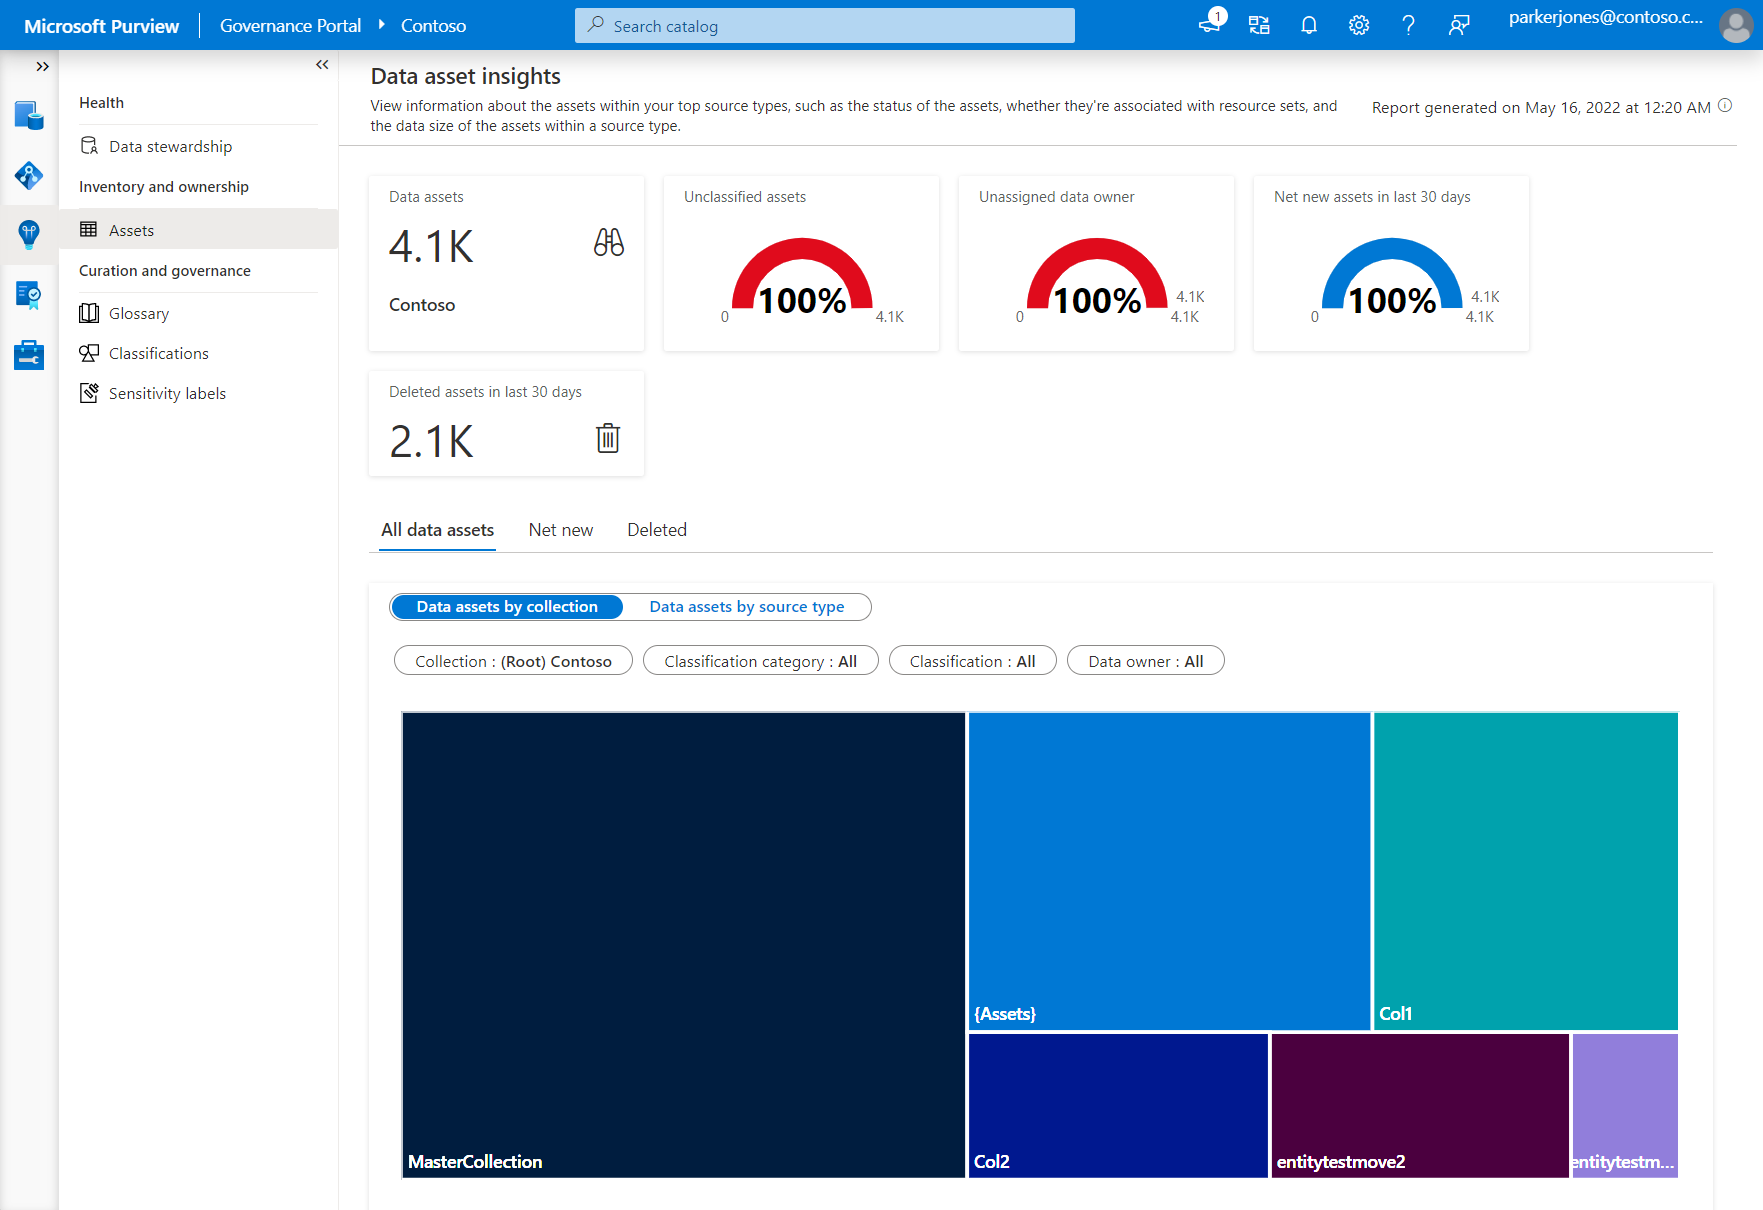 Microsoft Purview
Governance Portal
Contoso
Search catalog
1
parkerjones@contoso.c...
Health
Data stewardship
Inventory and ownership
Assets
Curation and governance
Glossary
Classifications
Sensitivity labels
Data asset insights
View information about the assets within your top source types, such as the status of the assets, whether they're associated with resource sets, and
the data size of the assets within a source type.
Report generated on May 16, 2022 at 12:20 AM
Data assets
4.1K
Contoso
Unclassified assets
100%
0
4.1K
Unassigned data owner
100%
4.1K
0
4.1K
Net new assets in last 30 days
100%
4.1K
0
4.1K
Deleted assets in last 30 days
2.1K
All data assets
Net new
Deleted
Data assets by collection
Data assets by source type
Collection : (Root) Contoso
Classification category : All
Classification : All
Data owner : All
{Assets}
Col1
MasterCollection
Col2
entitytestmove2
entitytestm...